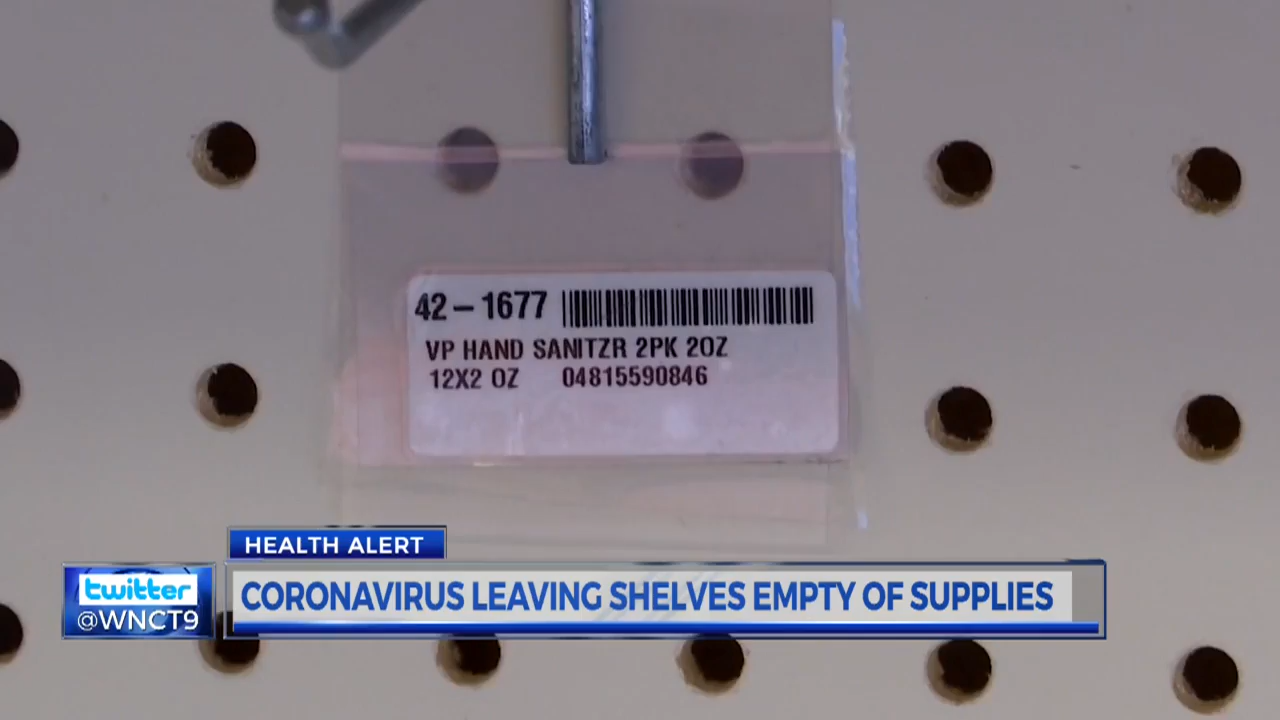 42-1677
VP HAND SANITZR 2PK 2OZ
12X2 OZ 04815590846
HEALTH ALERT
twitter
@WNCT9
CORONAVIRUS LEAVING SHELVES EMPTY OF SUPPLIES